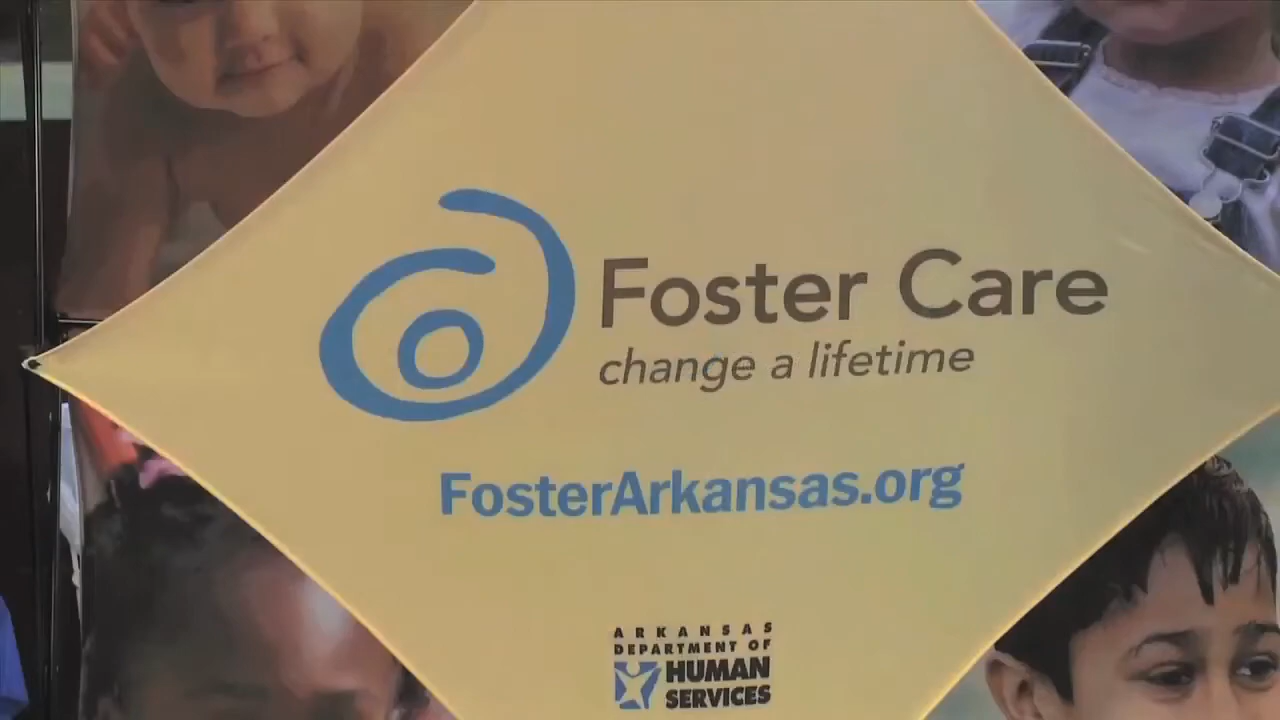 Foster Care
change a lifetime
FosterArkansas.org
ARKANSAS
DEPARTMENT OF
HUMAN
SERVICES